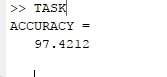 >> TASK
ACCURACY =
97.4212